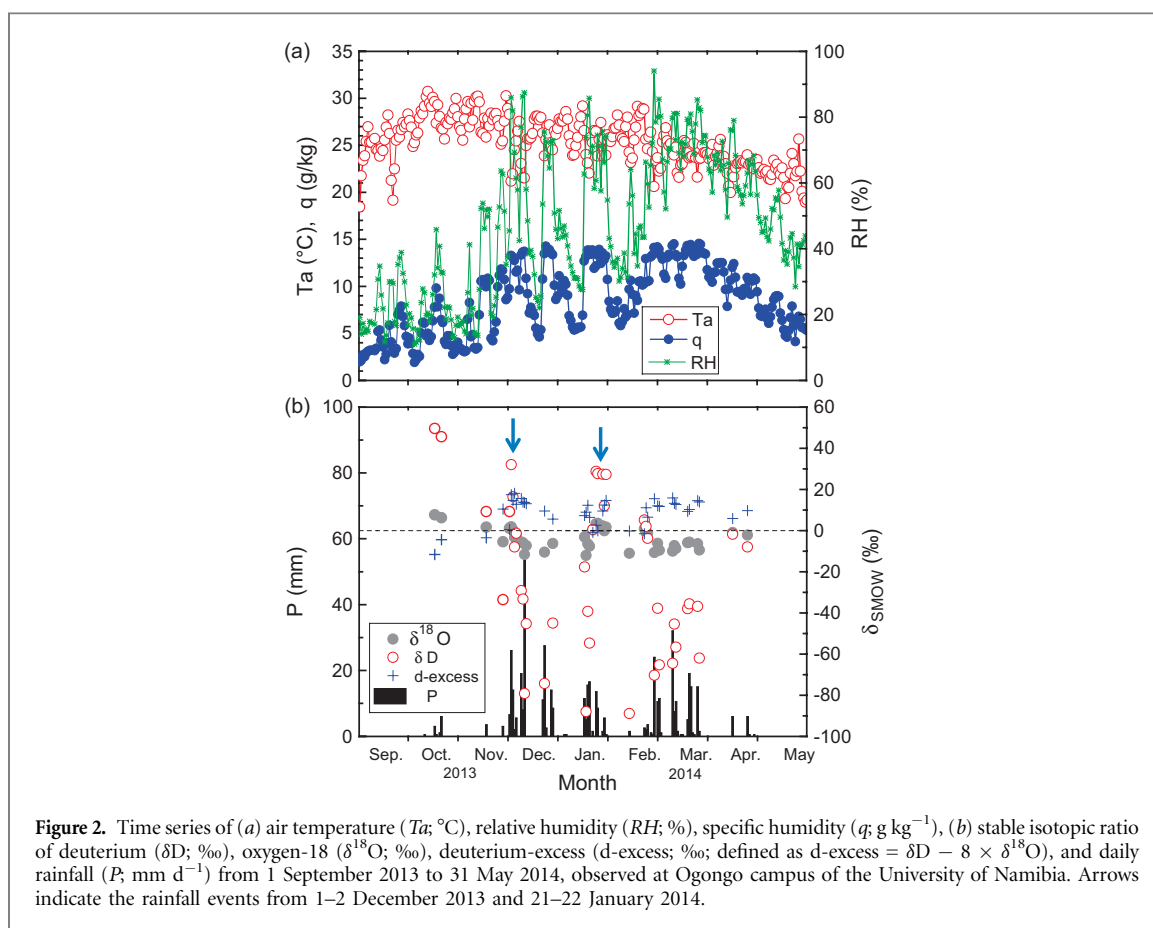 (a)
35
30
25
20
15
10
5
0
Ta (°C), q (g/kg)
100
80
60
40
20
0
RH (%)
Ta
q
RH
(b)
100
80
60
40
20
0
P (mm)
60
40
20
0
-20
-40
-60
-80
-100
δSMOW (‰)
δ18O
δD
d-excess
P
Sep. Oct. Nov. Dec. Jan. Feb. Mar. Apr. May
2013 2014
Month
Figure 2. Time series of (a) air temperature (Ta; °C), relative humidity (RH; %), specific humidity (q; g kg−1), (b) stable isotopic ratio
of deuterium (δD; ‰), oxygen-18 (δ18O; ‰), deuterium-excess (d-excess; ‰; defined as d-excess = δD − 8 × δ18O), and daily
rainfall (P; mm d−1) from 1 September 2013 to 31 May 2014, observed at Ogongo campus of the University of Namibia. Arrows
indicate the rainfall events from 1–2 December 2013 and 21–22 January 2014.